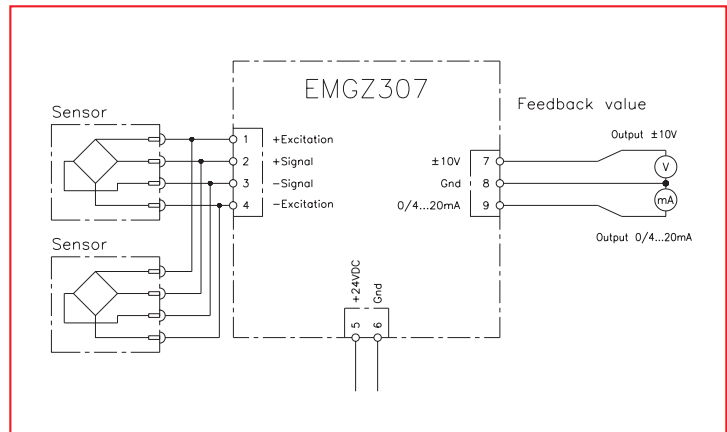 EMGZ307
Sensor
Feedback value
Output ±10V
1 +Excitation
2 +Signal
3 −Signal
4 −Excitation
±10V 7
Gnd 8
0/4...20mA 9
V
mA
Output 0/4...20mA
Sensor
+24VDC
Gnd
5 6